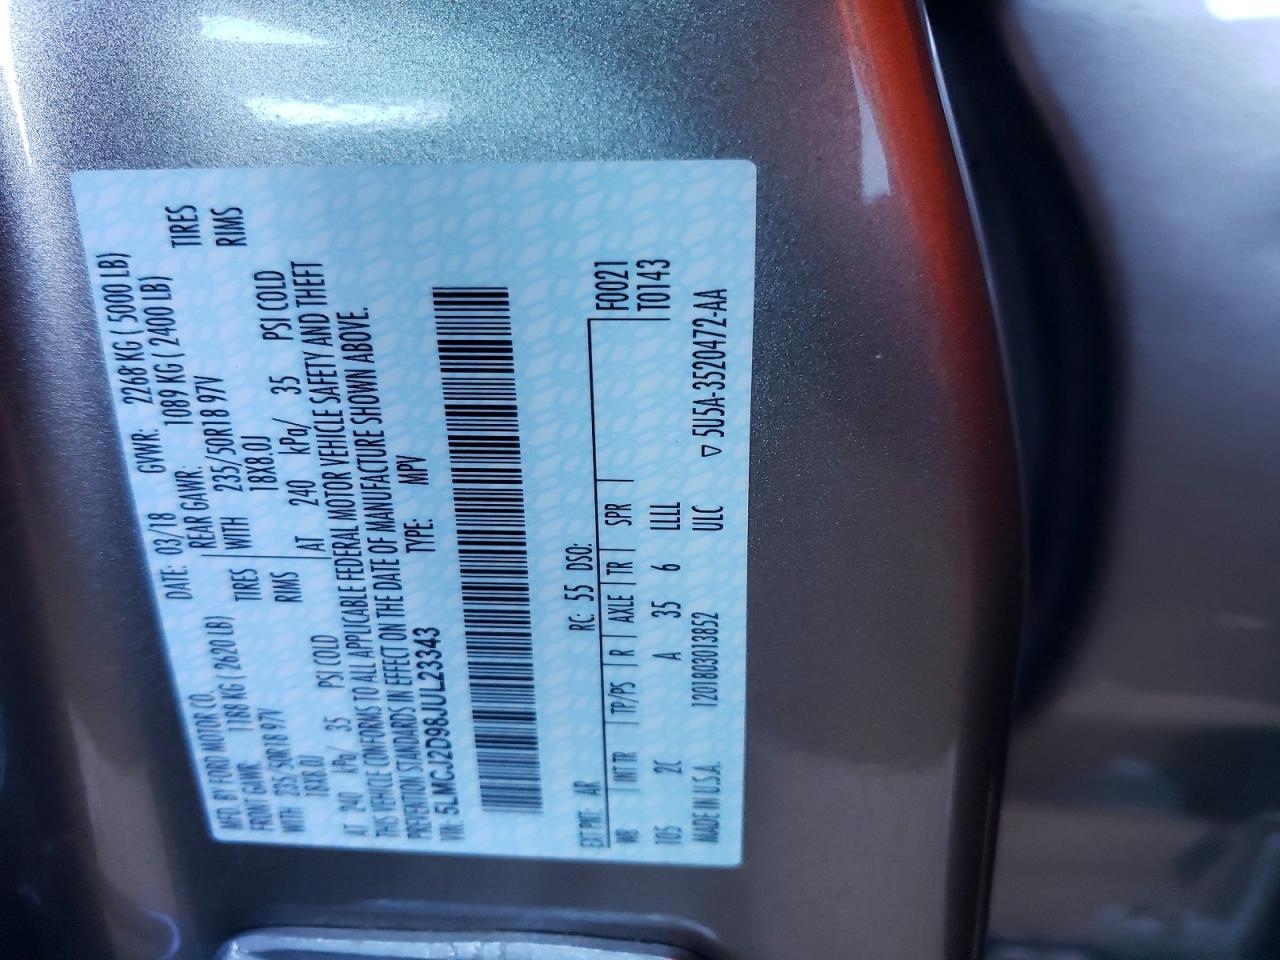 MFD. BY FORD MOTOR CO.
DATE: 03/18 GVWR: 2268 KG ( 5000 LB)
FRONT GAWR: 1188 KG ( 2620 LB)
REAR GAWR: 1089 KG ( 2400 LB)
WITH 235/50R18 97V TIRES
WITH 235/50R18 97V TIRES
18X8.0J RIMS
18X8.0J RIMS
AT 240 kPa/ 35 PSI COLD
AT 240 kPa/ 35 PSI COLD
THIS VEHICLE CONFORMS TO ALL APPLICABLE FEDERAL MOTOR VEHICLE SAFETY AND THEFT
PREVENTION STANDARDS IN EFFECT ON THE DATE OF MANUFACTURE SHOWN ABOVE.
VIN: 5LMCJ2D98JUL23343 TYPE: MPV
EXT PNT: AR RC: 55 DSO: F0021
WB INT TR TP/PS R AXLE TR SPR T0143
105 2C A 35 6 LLLL
MADE IN U.S.A. 1201803013852 ULC ▽ 5U5A-3520472-AA